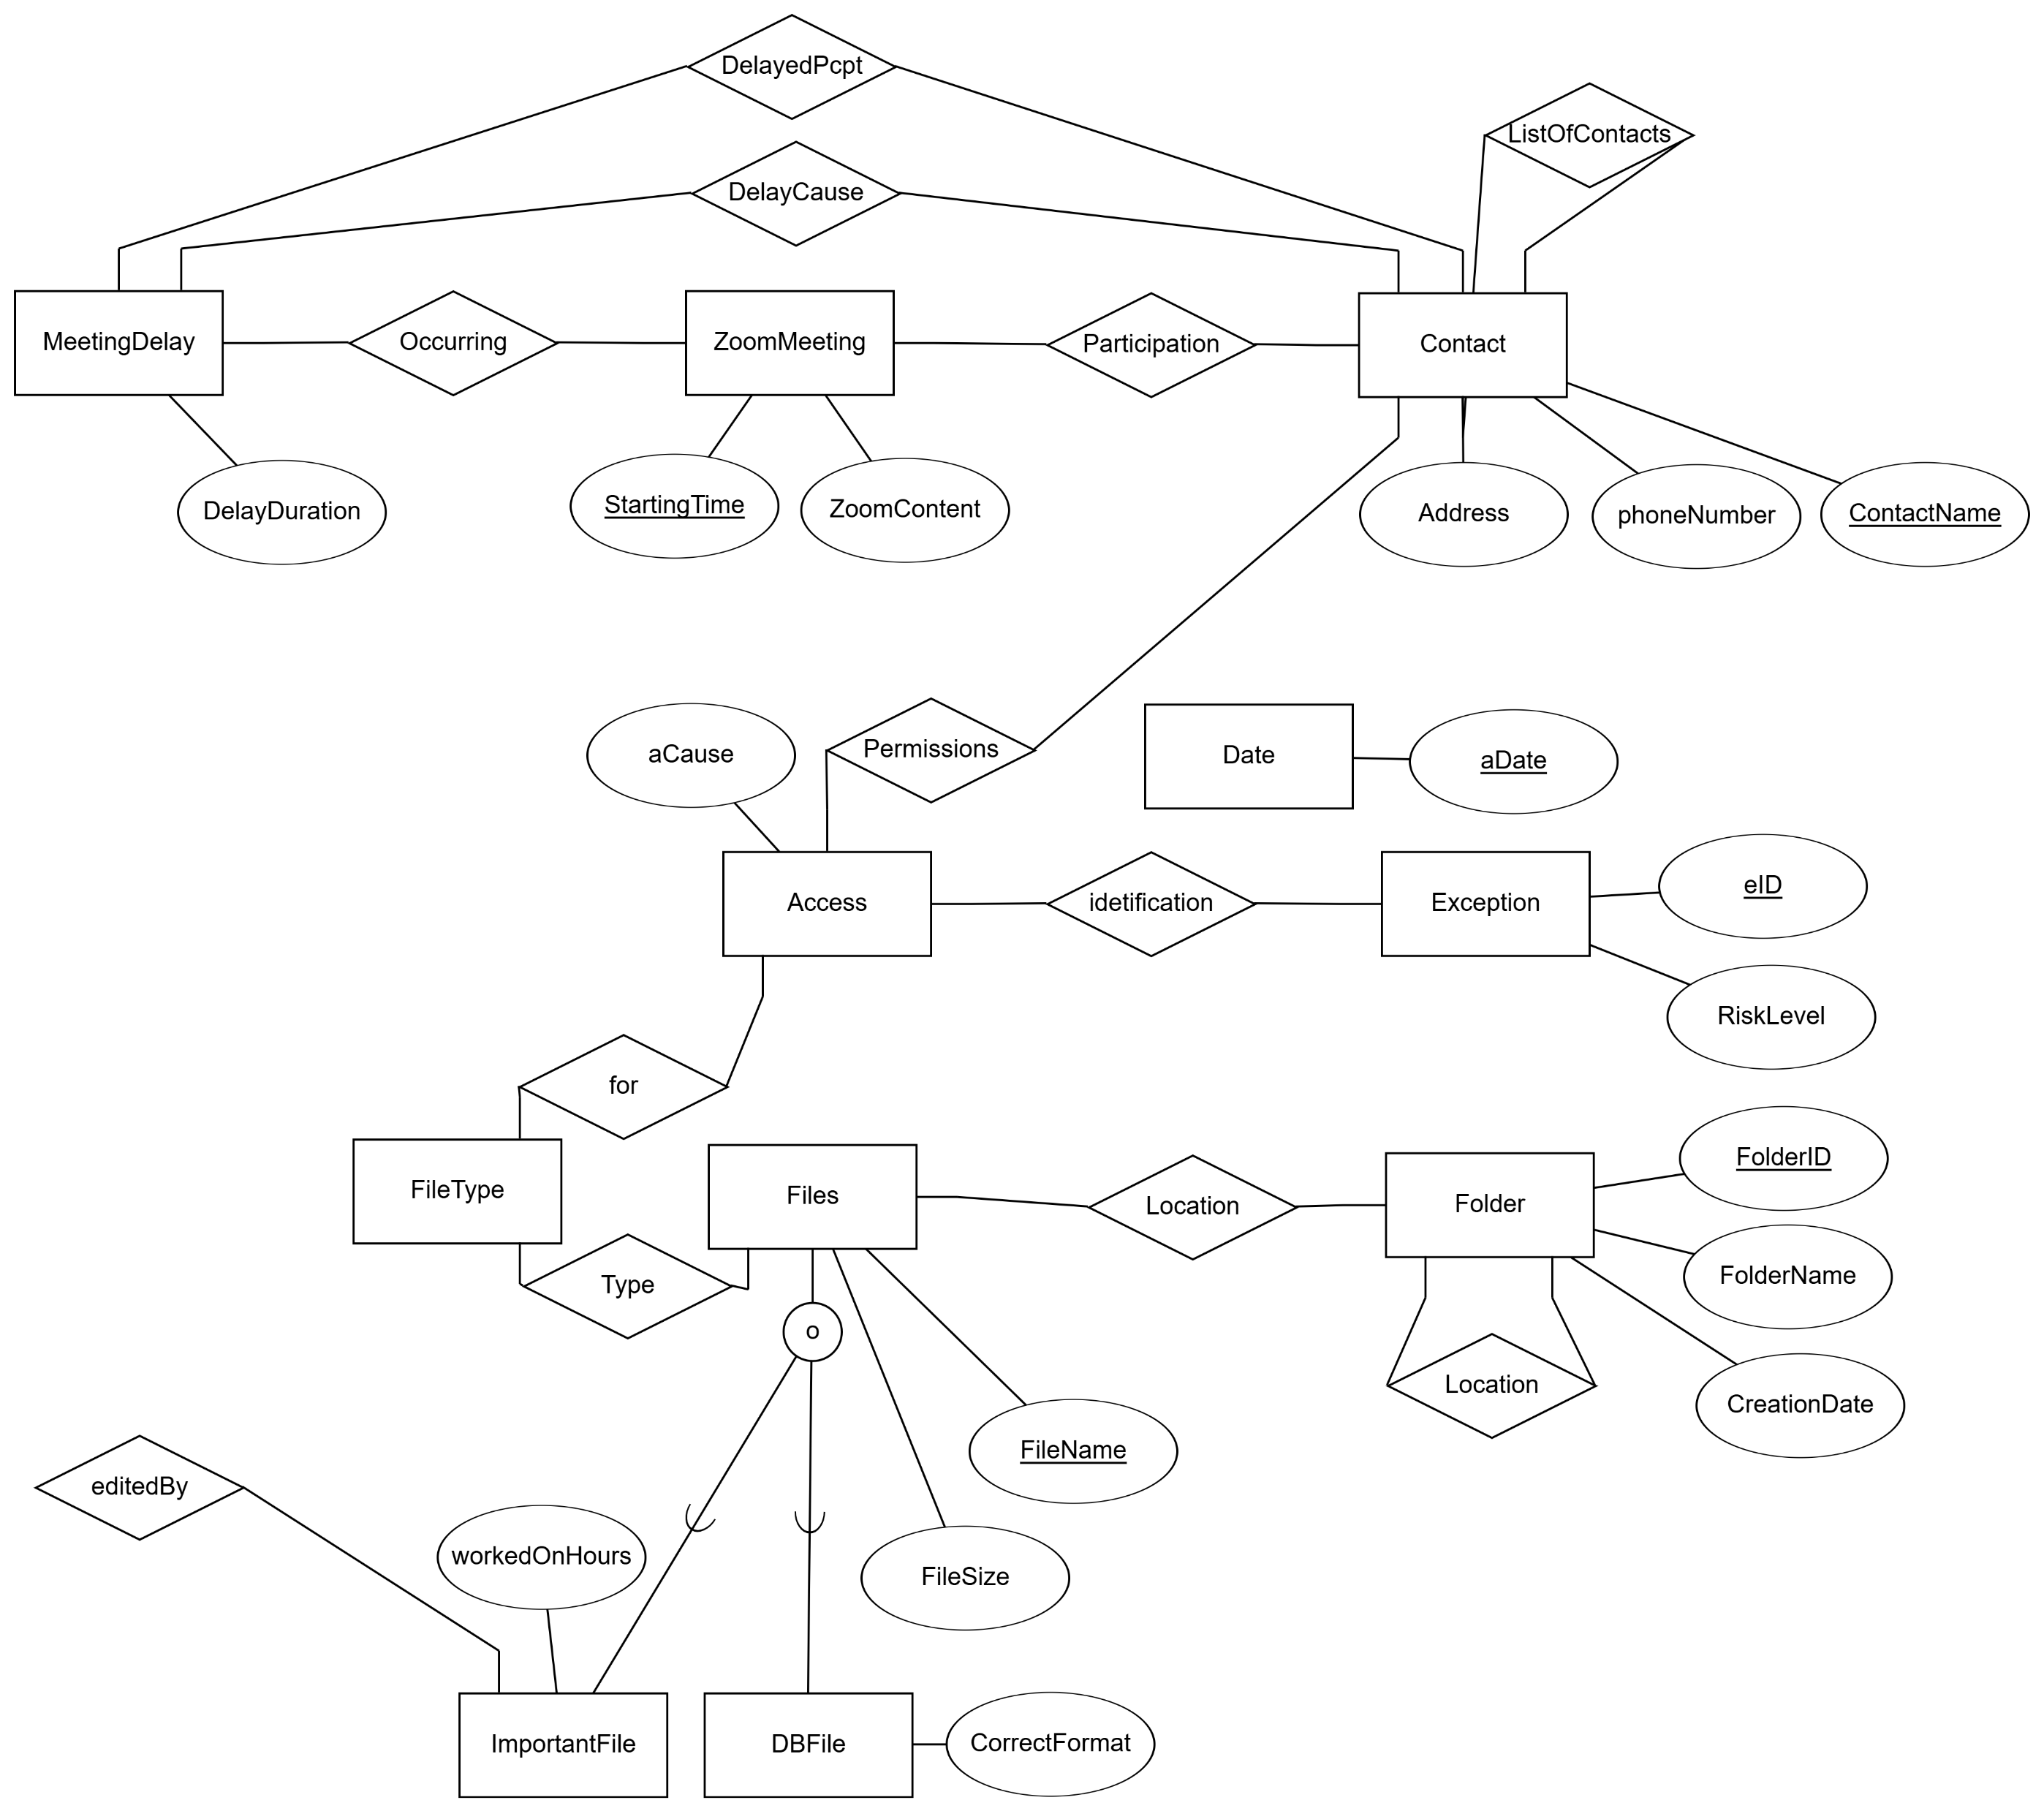 DelayedPcpt
ListOfContacts
DelayCause
MeetingDelay
Occurring
ZoomMeeting
Participation
Contact
DelayDuration
StartingTime
ZoomContent
Address
phoneNumber
ContactName
aCause
Permissions
Date
aDate
Access
idetification
Exception
eID
RiskLevel
for
FileType
Files
Location
Folder
FolderID
FolderName
Type
o
Location
CreationDate
FileName
editedBy
workedOnHours
FileSize
ImportantFile
DBFile
CorrectFormat